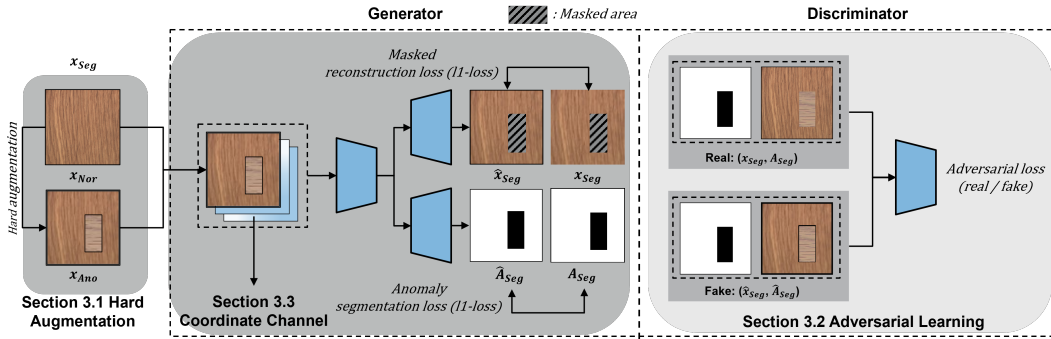 Generator
: Masked area
Discriminator
x_Seg
Hard augmentation
x_Nor
x_Ano
Section 3.1 Hard
Augmentation
Masked
reconstruction loss (l1-loss)
x̂_Seg
x_Seg
Â_Seg
A_Seg
Anomaly
segmentation loss (l1-loss)
Section 3.3
Coordinate Channel
Real: (x_Seg, A_Seg)
Adversarial loss
(real / fake)
Fake: (x̂_Seg, Â_Seg)
Section 3.2 Adversarial Learning